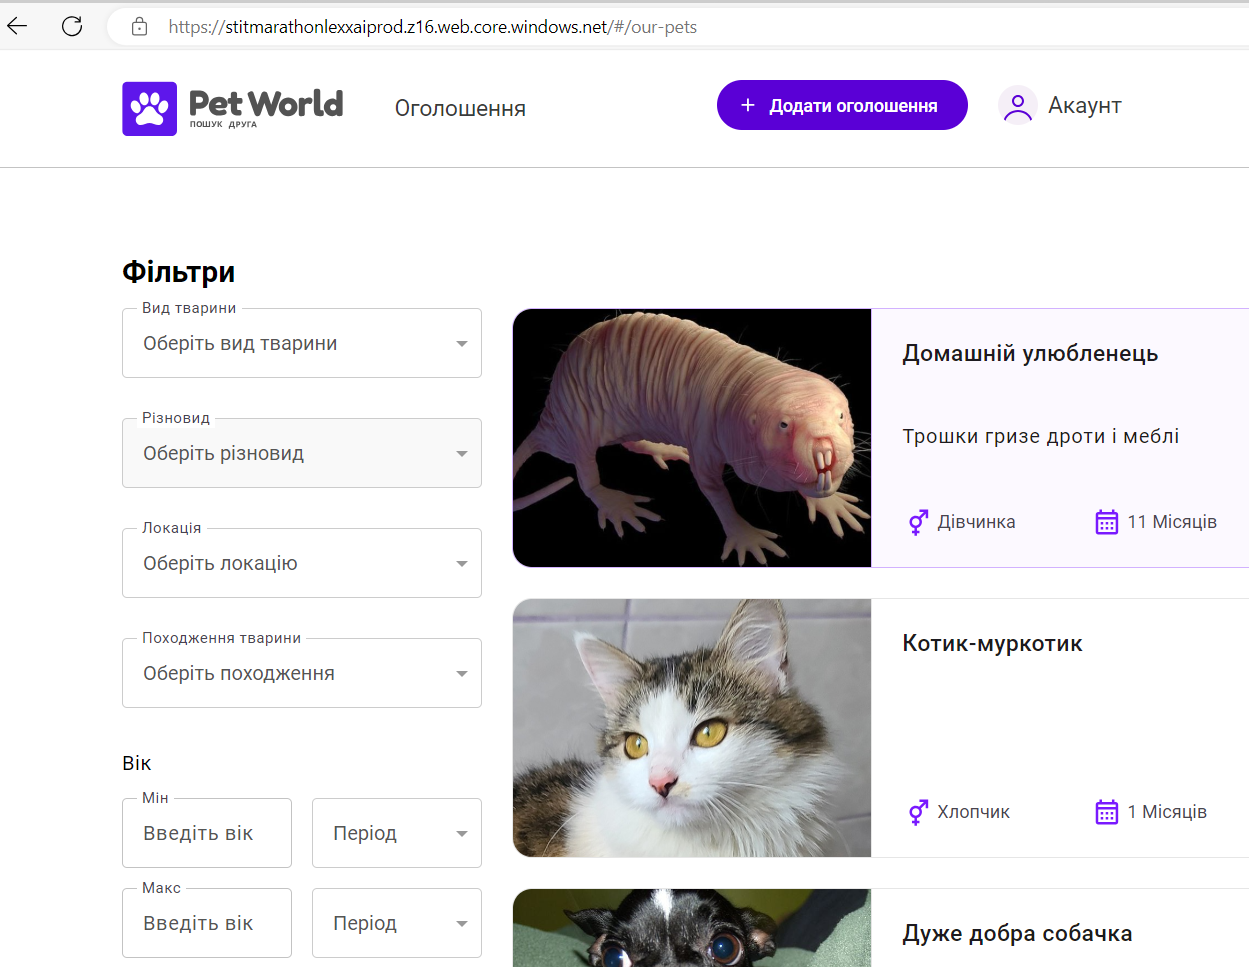 https://stitmarathonlexxaiprod.z16.web.core.windows.net/#/our-pets
Pet World
ПОШУК ДРУГА
Оголошення
+ Додати оголошення
Акаунт
Фільтри
Вид тварини
Оберіть вид тварини
Різновид
Оберіть різновид
Локація
Оберіть локацію
Походження тварини
Оберіть походження
Вік
Мін
Введіть вік
Період
Макс
Введіть вік
Період
Домашній улюбленець
Трошки гризе дроти і меблі
Дівчинка
11 Місяців
Котик-муркотик
Хлопчик
1 Місяців
Дуже добра собачка